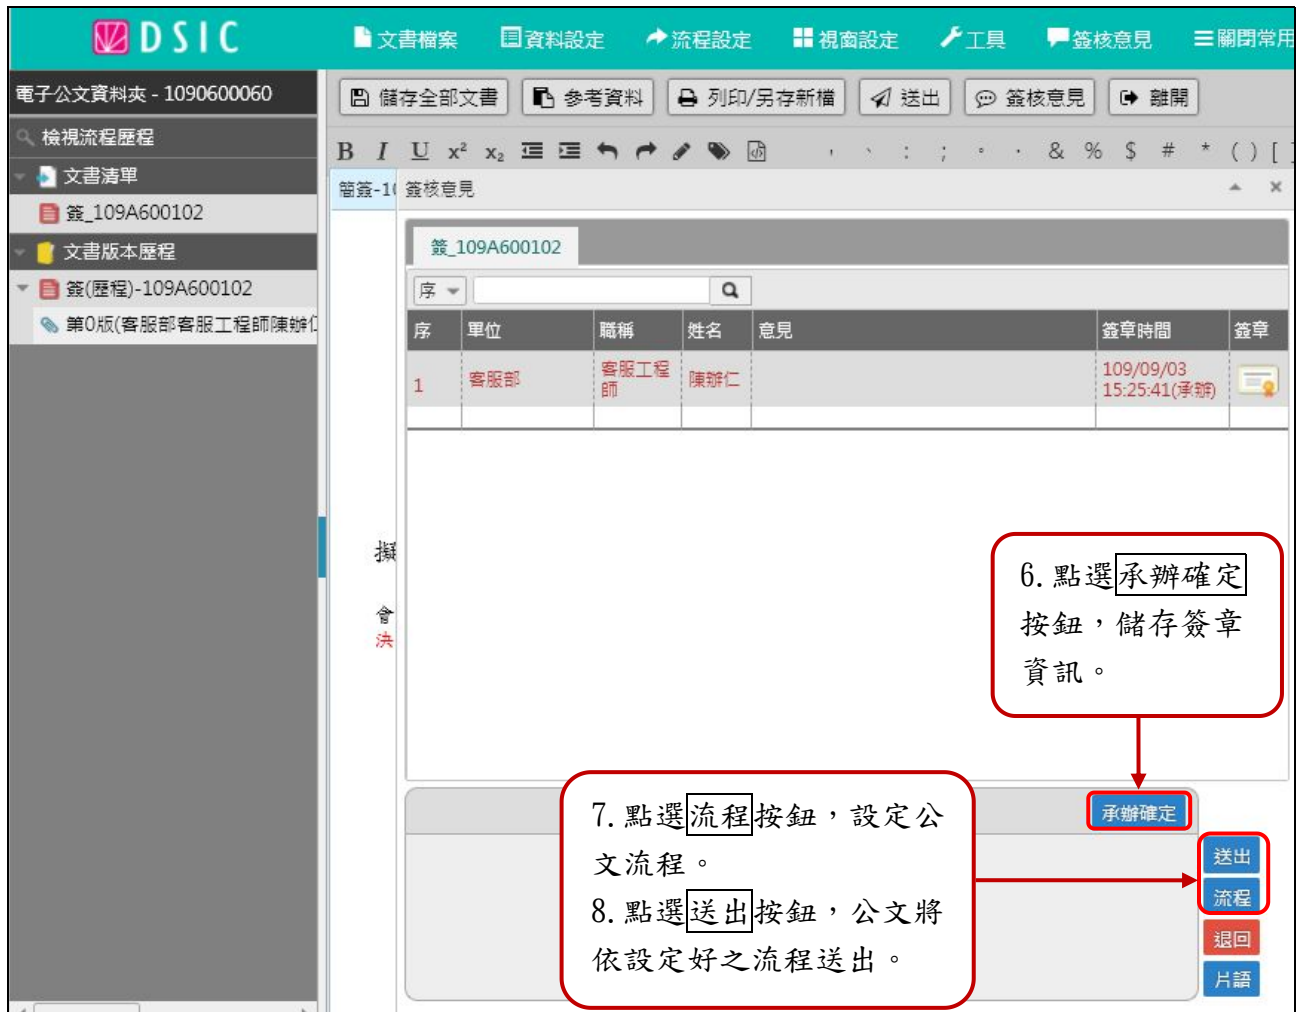 DSIC
文書檔案 資料設定 流程設定 視窗設定 工具 簽核意見 關閉常用
電子公文資料夾 - 1090600060
儲存全部文書 參考資料 列印/另存新檔 送出 簽核意見 離開
檢視流程歷程
B I U x² x₂ , 、 : ; 。 · & % $ # * ( ) [ ]
文書清單
簽_109A600102
文書版本歷程
簽(歷程)-109A600102
第0版(客服部客服工程師陳辦仁
簡簽-10
簽核意見
簽_109A600102
序
序 單位 職稱 姓名 意見 簽章時間 簽章
1 客服部 客服工程師 陳辦仁 109/09/03 15:25:41(承辦)
擬
會
決
6.點選承辦確定
按鈕，儲存簽章
資訊。
承辦確定
7.點選流程按鈕，設定公
文流程。
8.點選送出按鈕，公文將
依設定好之流程送出。
送出
流程
退回
片語